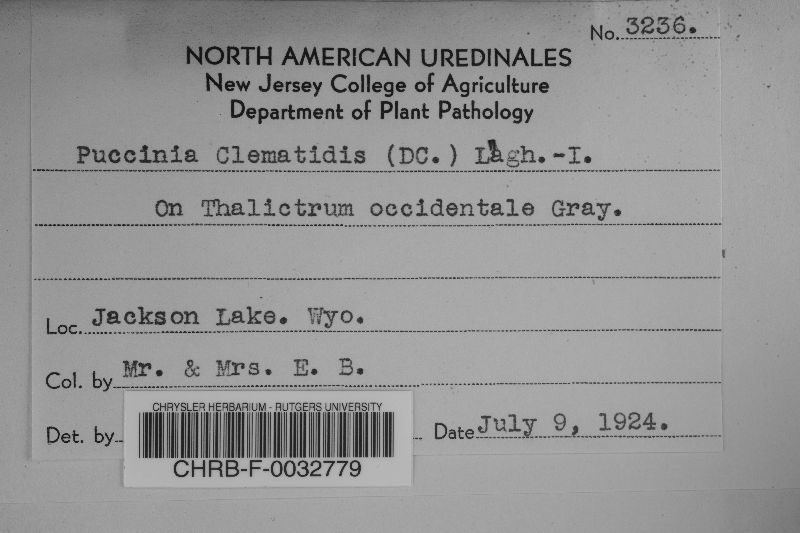 No. 3236.
NORTH AMERICAN UREDINALES
New Jersey College of Agriculture
Department of Plant Pathology
Puccinia Clematidis (DC.) Lagh.-I.
On Thalictrum occidentale Gray.
Loc. Jackson Lake. Wyo.
Col. by Mr. & Mrs. E. B.
Det. by Date July 9, 1924.
CHRYSLER HERBARIUM - RUTGERS UNIVERSITY
CHRB-F-0032779